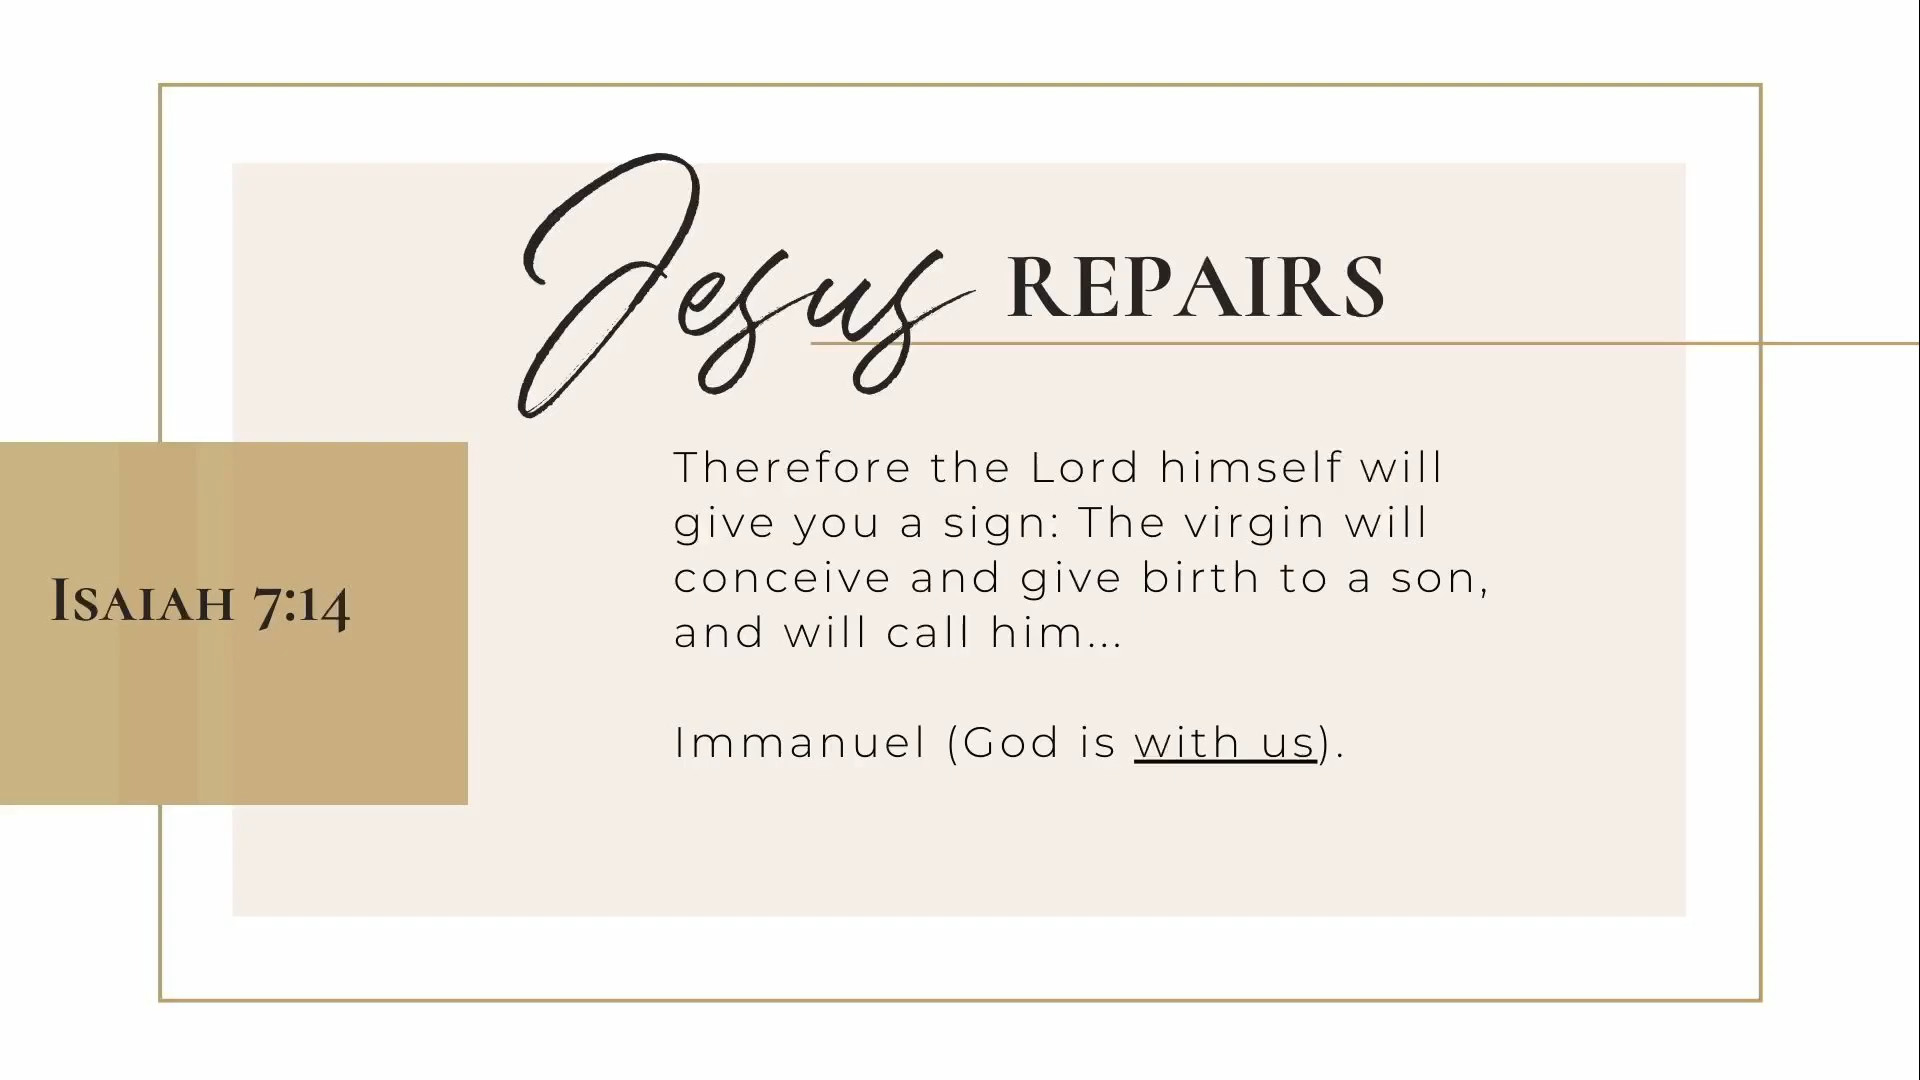 Jesus REPAIRS
Isaiah 7:14
Therefore the Lord himself will
give you a sign: The virgin will
conceive and give birth to a son,
and will call him...
Immanuel (God is with us).